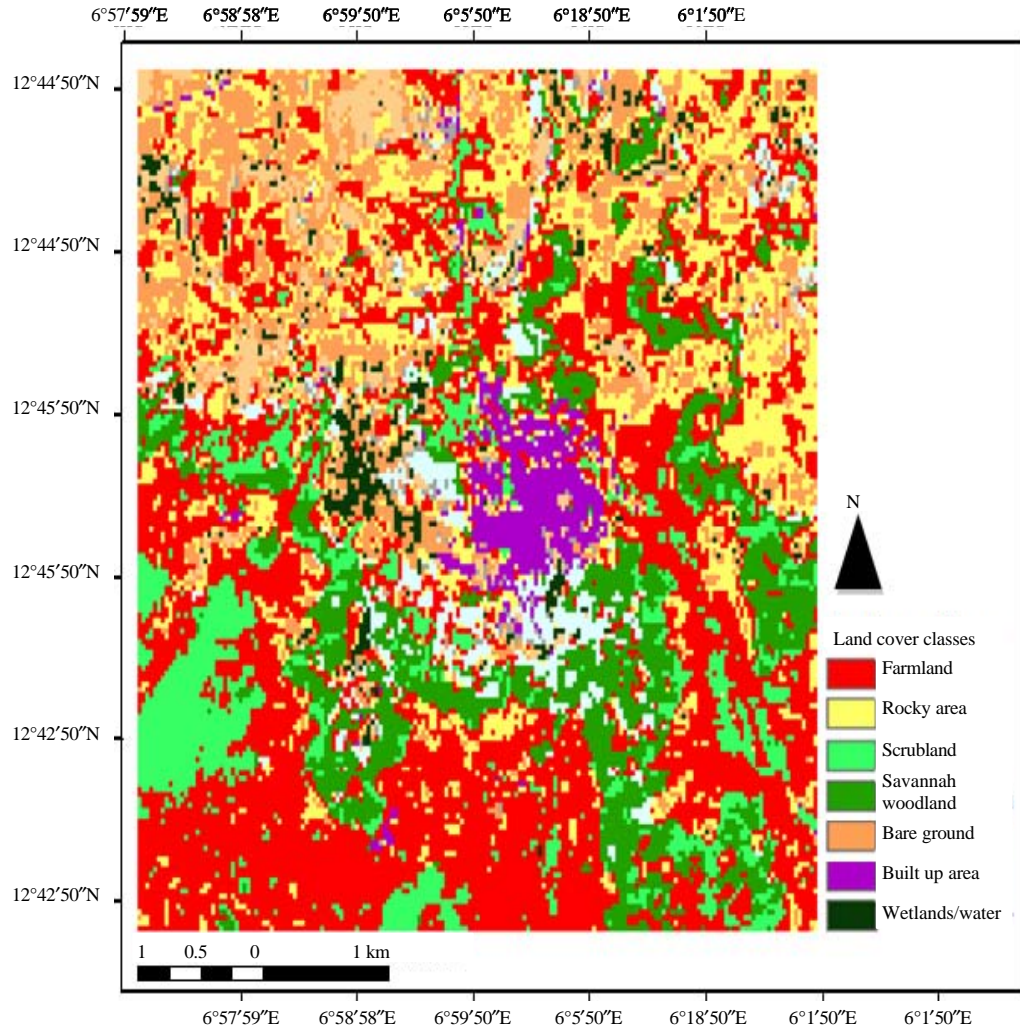 6°57′59″E 6°58′58″E 6°59′50″E 6°5′50″E 6°18′50″E 6°1′50″E
12°44′50″N
12°44′50″N
12°45′50″N
12°45′50″N
12°42′50″N
12°42′50″N
N
Land cover classes
Farmland
Rocky area
Scrubland
Savannah
woodland
Bare ground
Built up area
Wetlands/water
1 0.5 0 1 km
6°57′59″E 6°58′58″E 6°59′50″E 6°5′50″E 6°18′50″E 6°1′50″E 6°1′50″E